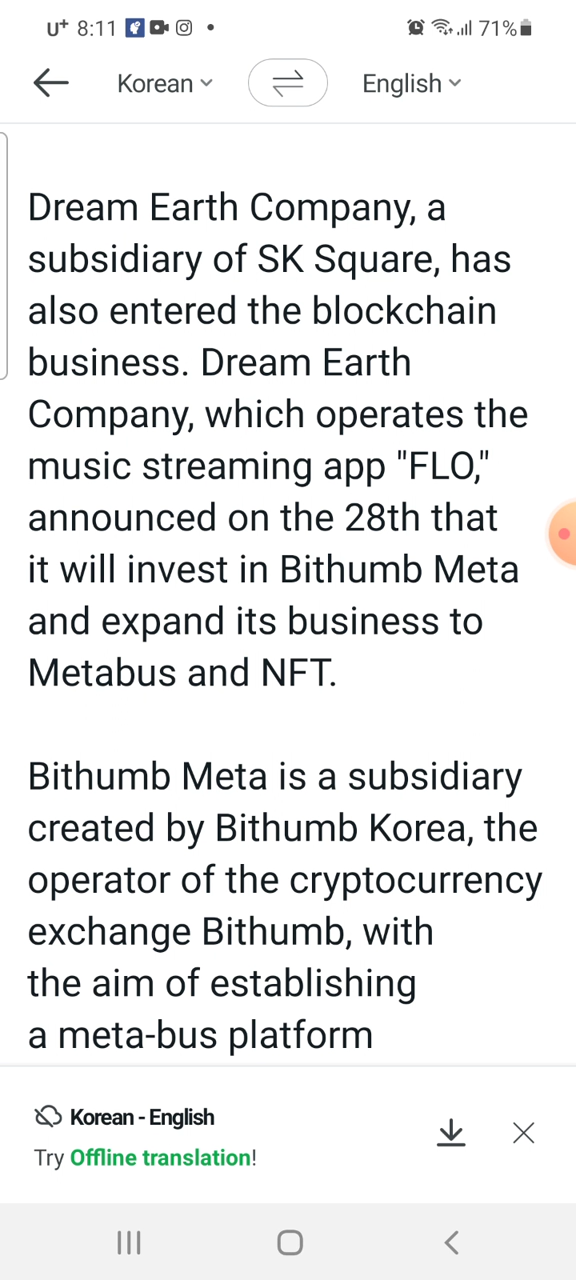 U+ 8:11
71%
Korean
English
Dream Earth Company, a
subsidiary of SK Square, has
also entered the blockchain
business. Dream Earth
Company, which operates the
music streaming app "FLO,"
announced on the 28th that
it will invest in Bithumb Meta
and expand its business to
Metabus and NFT.
Bithumb Meta is a subsidiary
created by Bithumb Korea, the
operator of the cryptocurrency
exchange Bithumb, with
the aim of establishing
a meta-bus platform
Korean - English
Try Offline translation!